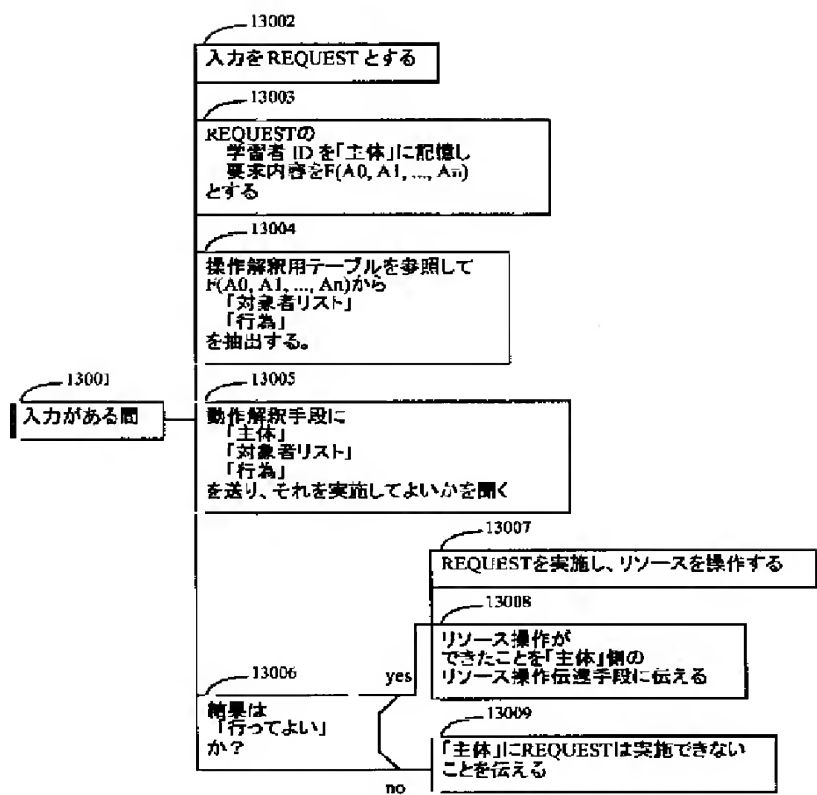 13002
入力をREQUESTとする
13003
REQUESTの
学習者 ID を「主体」に記憶し
要求内容をF(A0, A1, ..., An)
とする
13004
操作解釈用テーブルを参照して
F(A0, A1, ..., An)から
「対象者リスト」
「行為」
を抽出する。
13001
入力がある間
13005
動作解釈手段に
「主体」
「対象者リスト」
「行為」
を送り、それを実施してよいかを聞く
13007
REQUESTを実施し、リソースを操作する
13008
リソース操作が
できたことを「主体」側の
リソース操作伝達手段に伝える
13006
yes
結果は
「行ってよい」
か？
13009
「主体」にREQUESTは実施できない
ことを伝える
no